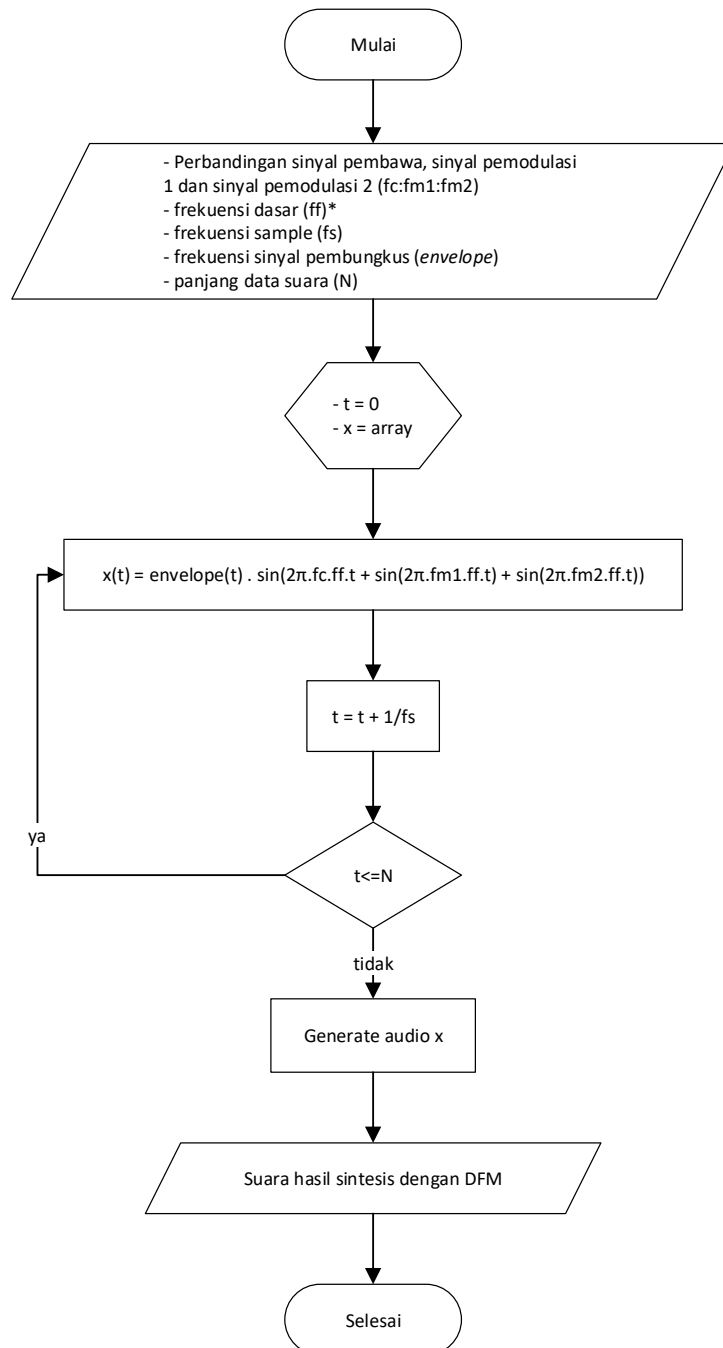 Mulai
- Perbandingan sinyal pembawa, sinyal pemodulasi
1 dan sinyal pemodulasi 2 (fc:fm1:fm2)
- frekuensi dasar (ff)*
- frekuensi sample (fs)
- frekuensi sinyal pembungkus (envelope)
- panjang data suara (N)
- t = 0
- x = array
x(t) = envelope(t) . sin(2π.fc.ff.t + sin(2π.fm1.ff.t) + sin(2π.fm2.ff.t))
t = t + 1/fs
ya
t<=N
tidak
Generate audio x
Suara hasil sintesis dengan DFM
Selesai